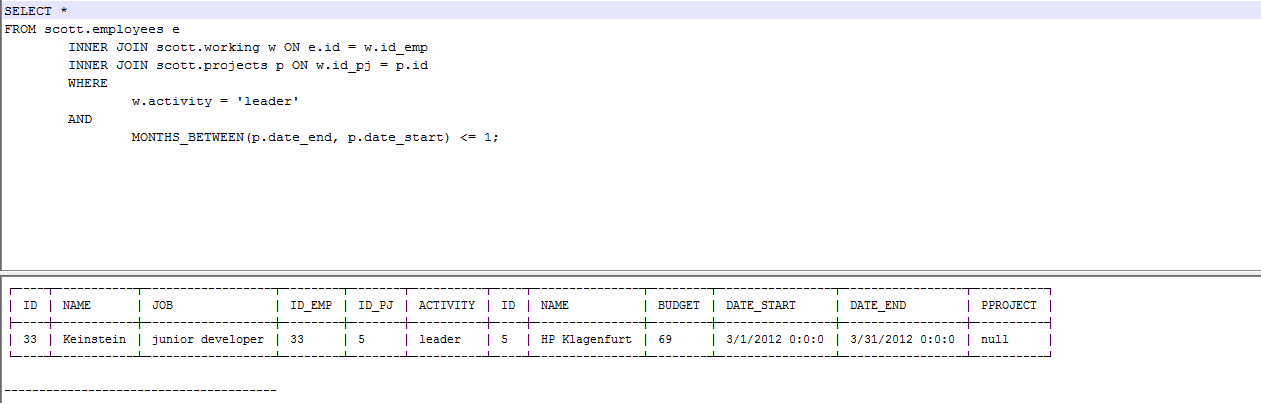 SELECT *
FROM scott.employees e
INNER JOIN scott.working w ON e.id = w.id_emp
INNER JOIN scott.projects p ON w.id_pj = p.id
WHERE
w.activity = 'leader'
AND
MONTHS_BETWEEN(p.date_end, p.date_start) <= 1;
ID NAME JOB ID_EMP ID_PJ ACTIVITY ID NAME BUDGET DATE_START DATE_END PPROJECT
33 Keinstein junior developer 33 5 leader 5 HP Klagenfurt 69 3/1/2012 0:0:0 3/31/2012 0:0:0 null